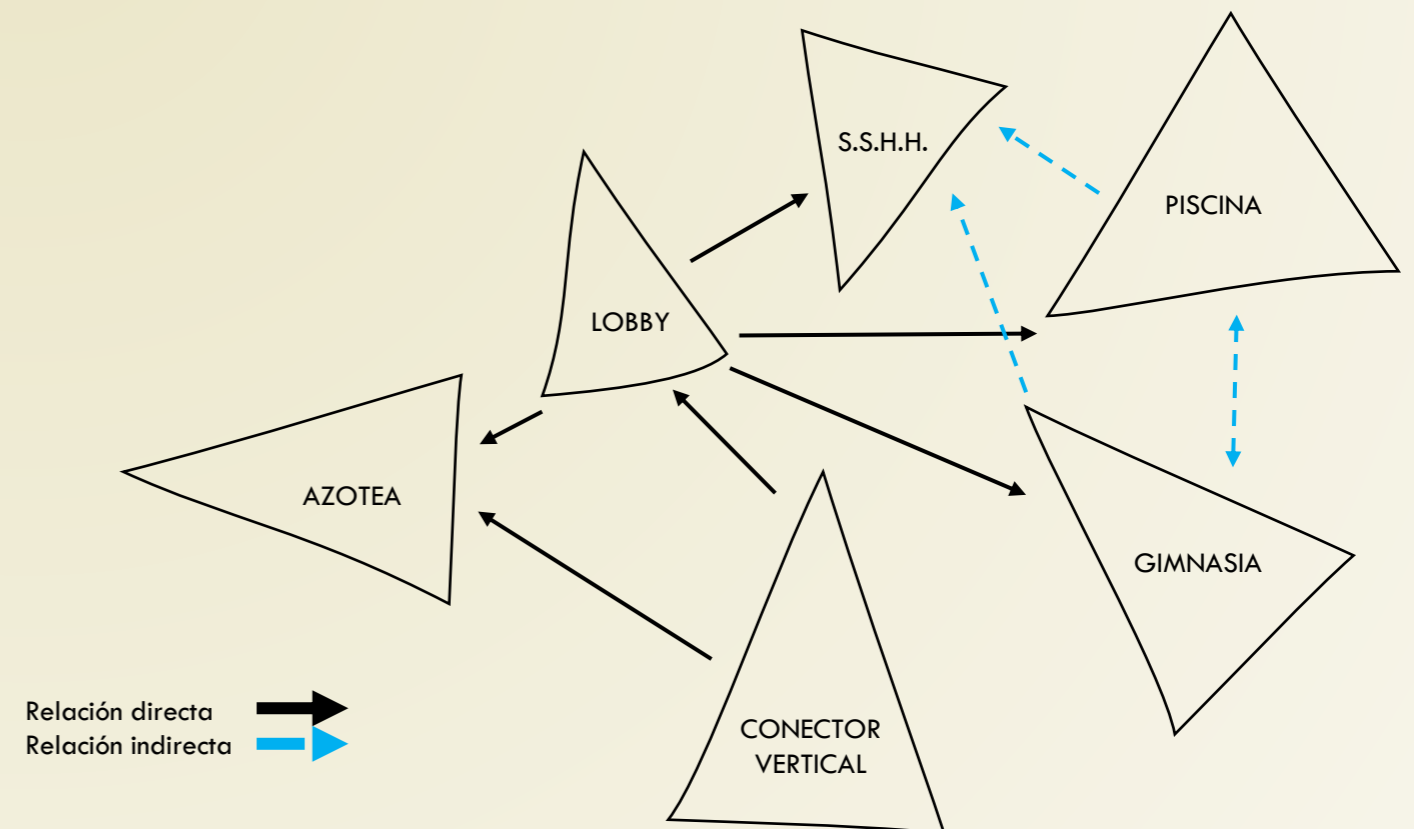 S.S.H.H.
PISCINA
LOBBY
AZOTEA
GIMNASIA
CONECTOR
VERTICAL
Relación directa
Relación indirecta